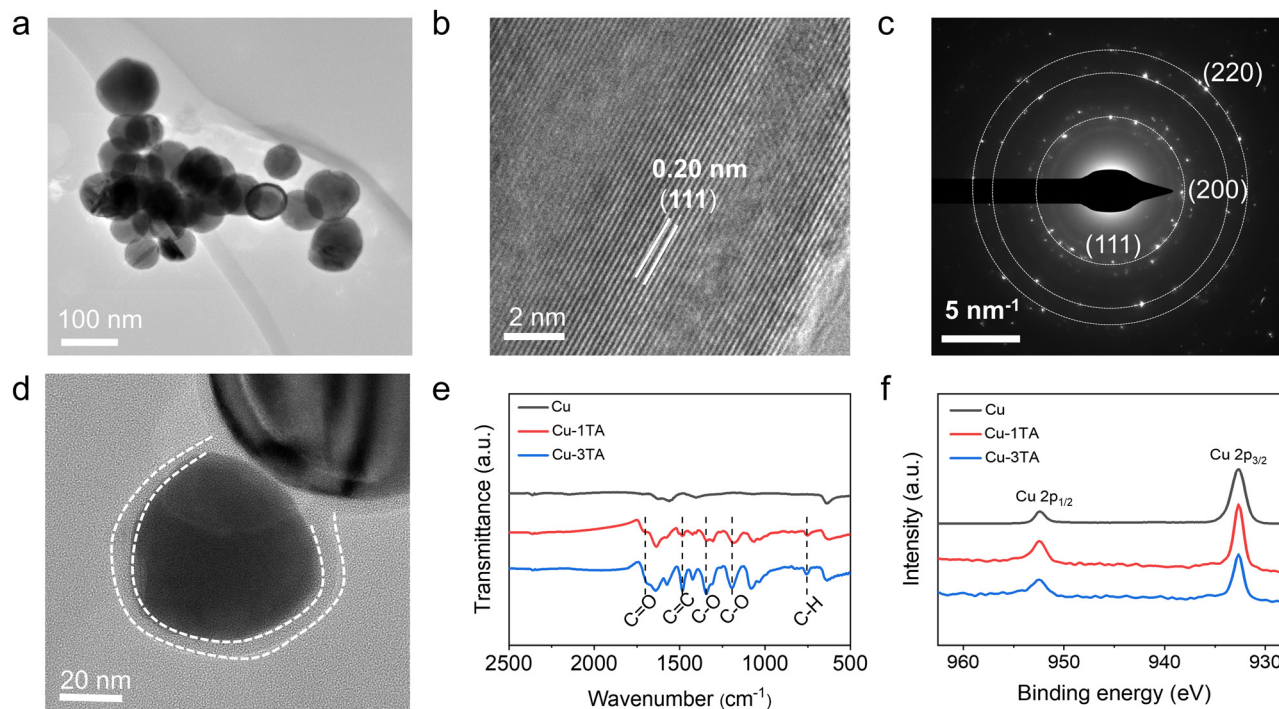 a
100 nm
b
0.20 nm
(111)
2 nm
c
(220)
(200)
(111)
5 nm⁻¹
d
20 nm
e
Cu
Cu-1TA
Cu-3TA
C=O
C=C
C-O
C-O
C-H
Transmittance (a.u.)
2500
2000
1500
1000
500
Wavenumber (cm⁻¹)
f
Cu
Cu-1TA
Cu-3TA
Cu 2p₁/₂
Cu 2p₃/₂
Intensity (a.u.)
960
950
940
930
Binding energy (eV)